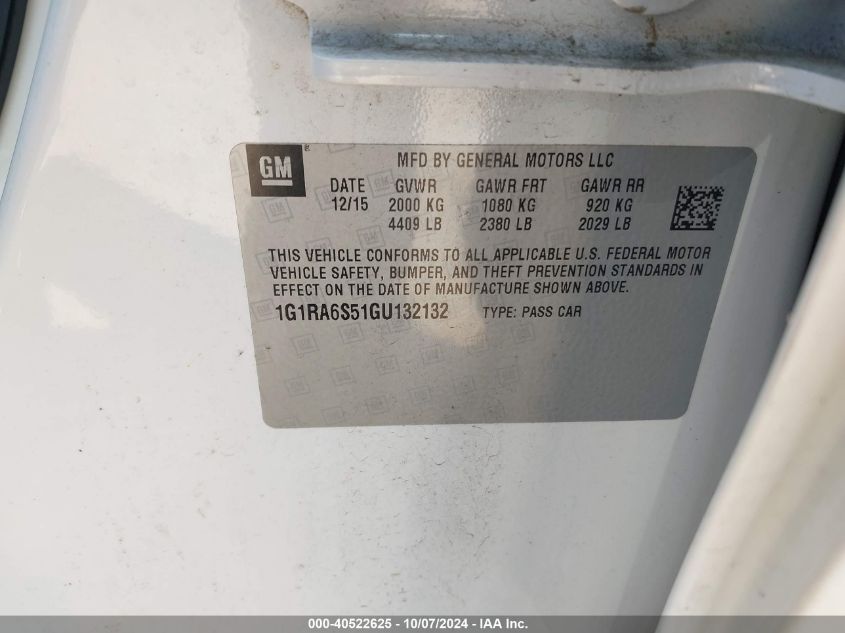 GM ®
MFD BY GENERAL MOTORS LLC
DATE GVWR GAWR FRT GAWR RR
12/15 2000 KG 1080 KG 920 KG
4409 LB 2380 LB 2029 LB
THIS VEHICLE CONFORMS TO ALL APPLICABLE U.S. FEDERAL MOTOR
VEHICLE SAFETY, BUMPER, AND THEFT PREVENTION STANDARDS IN
EFFECT ON THE DATE OF MANUFACTURE SHOWN ABOVE.
1G1RA6S51GU132132 TYPE: PASS CAR
000-40522625 - 10/07/2024 - IAA Inc.